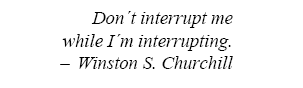 Don´t interrupt me
while I´m interrupting.
– Winston S. Churchill